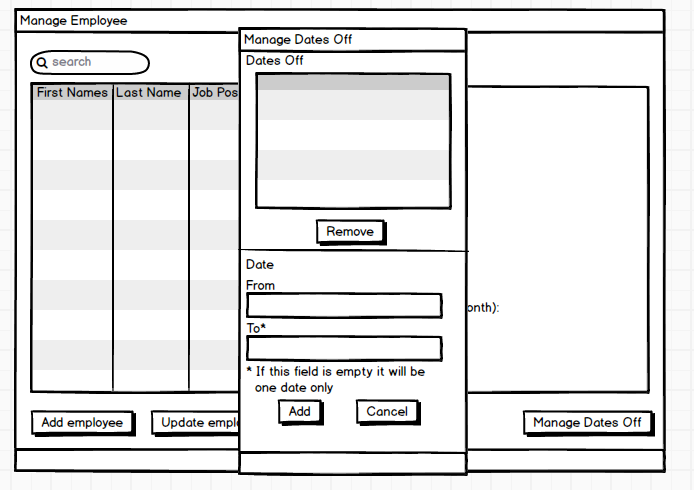 Manage Employee
Manage Dates Off
Dates Off
search
First Names
Last Name
Job Pos
Remove
Date
From
onth):
To*
* If this field is empty it will be
one date only
Add
Cancel
Add employee
Update emplo
Manage Dates Off